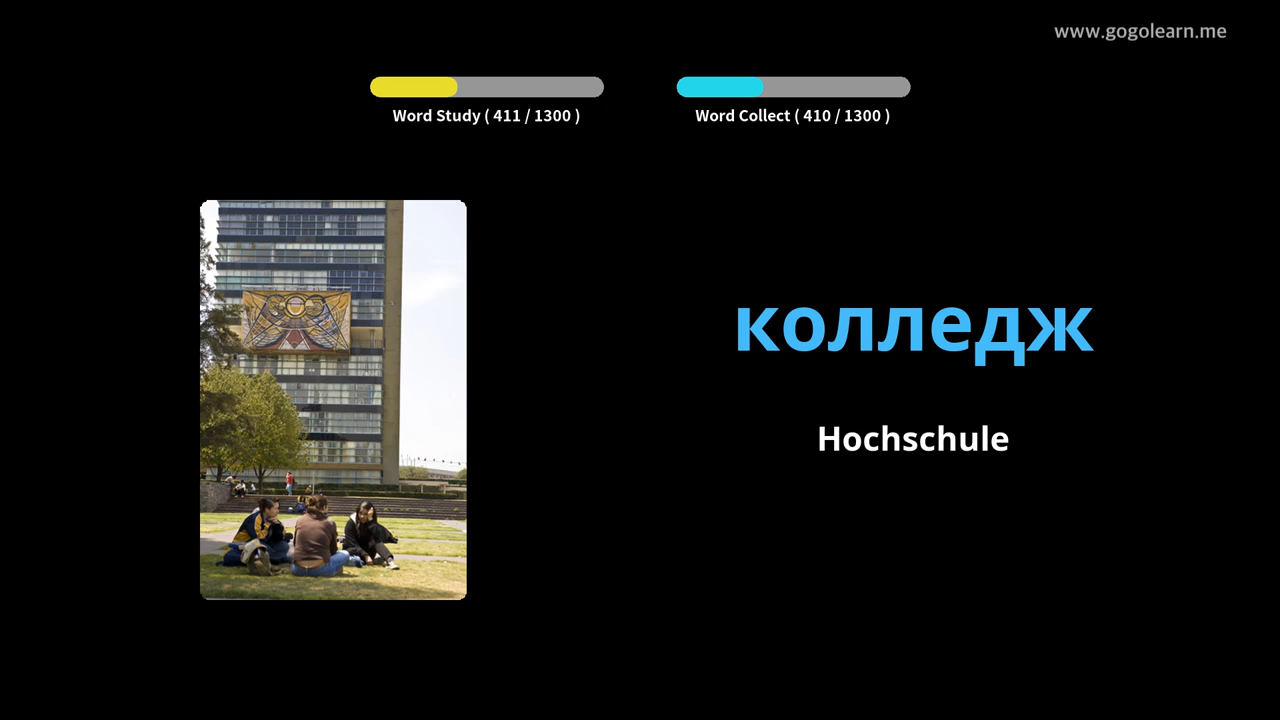 www.gogolearn.me
Word Study ( 411 / 1300 )
Word Collect ( 410 / 1300 )
колледж
Hochschule